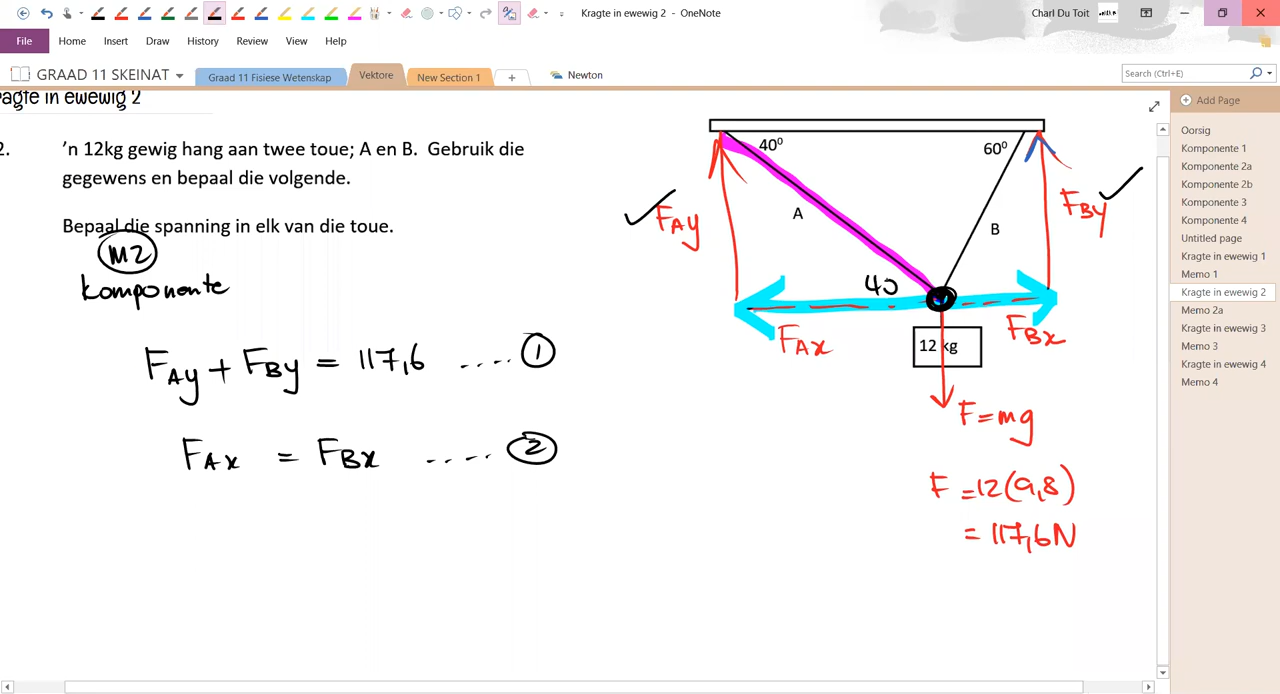 Kragte in ewewig 2 - OneNote
Charl Du Toit
File Home Insert Draw History Review View Help
GRAAD 11 SKEINAT
Graad 11 Fisiese Wetenskap
Vektore
New Section 1
+
Newton
Search (Ctrl+E)
agte in ewewig 2
2. 'n 12kg gewig hang aan twee toue; A en B. Gebruik die
gegewens en bepaal die volgende.
Bepaal die spanning in elk van die toue.
M2
komponente
FAy + FBy = 117,6 ..... 1
FAx = FBx ..... 2
40⁰
60⁰
A
B
FAy
FBy
40
FAx
FBx
12 kg
F = mg
F = 12(9,8)
= 117,6N
Add Page
Oorsig
Komponente 1
Komponente 2a
Komponente 2b
Komponente 3
Komponente 4
Untitled page
Kragte in ewewig 1
Memo 1
Kragte in ewewig 2
Memo 2a
Kragte in ewewig 3
Memo 3
Kragte in ewewig 4
Memo 4